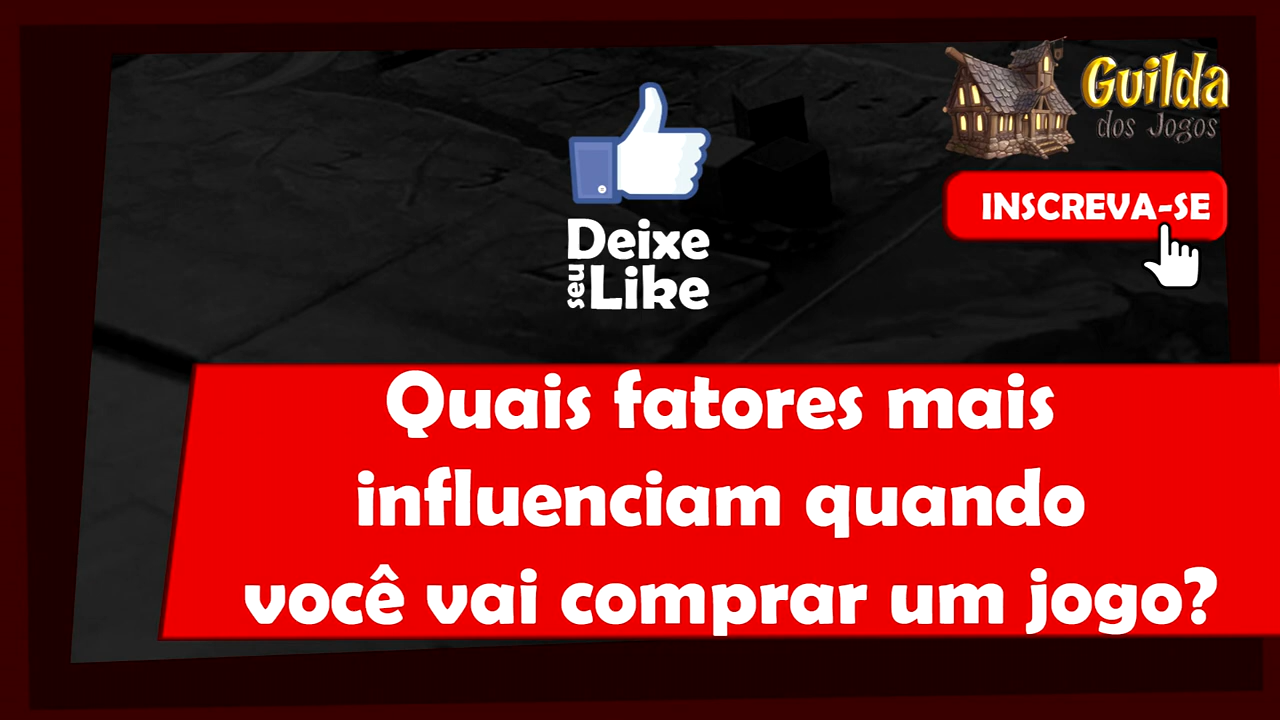 Guilda
dos Jogos
INSCREVA-SE
Deixe
seu Like
Quais fatores mais
influenciam quando
você vai comprar um jogo?